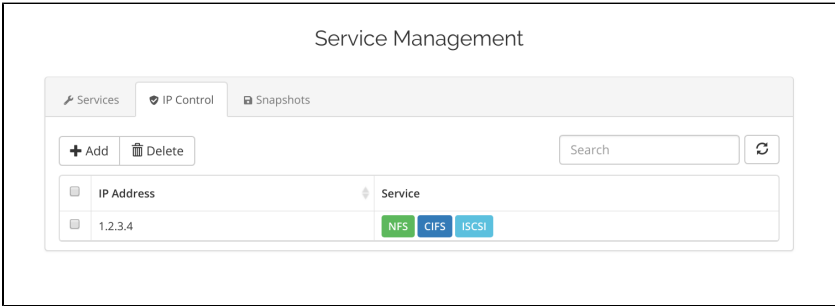 Service Management
Services IP Control Snapshots
Add Delete Search
IP Address Service
1.2.3.4 NFS CIFS ISCSI